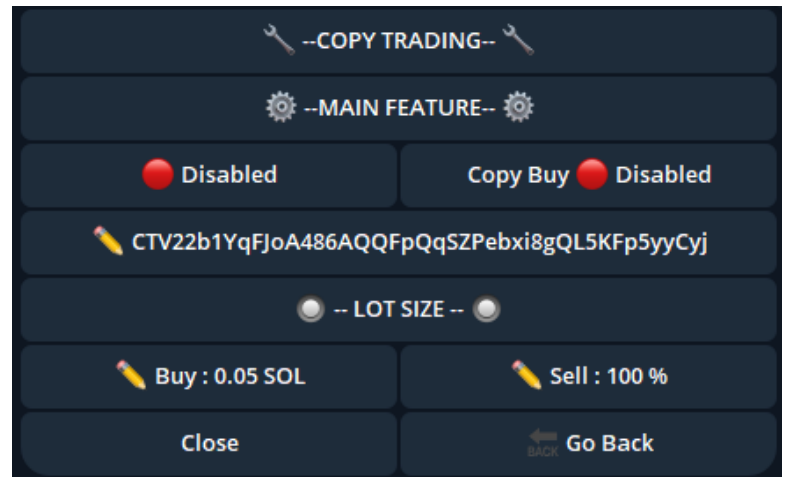 --COPY TRADING--
--MAIN FEATURE--
Disabled
Copy Buy Disabled
CTV22b1YqFJoA486AQQFpQqSZPebxi8gQL5KFp5yyCyj
-- LOT SIZE --
Buy : 0.05 SOL
Sell : 100 %
Close
BACK Go Back